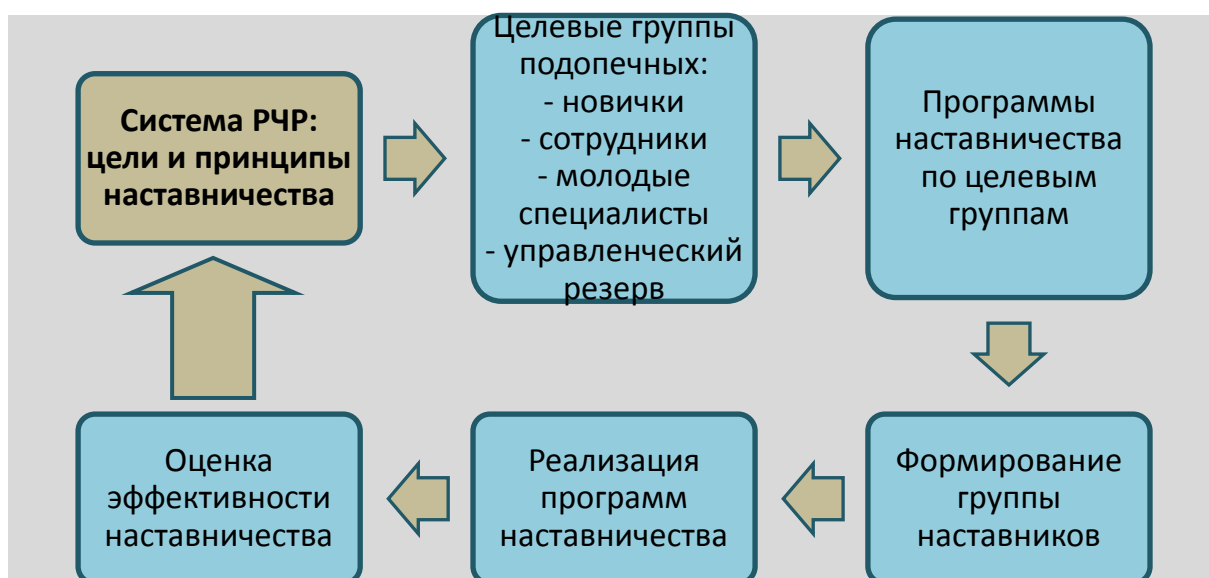 Система РЧР:
цели и принципы
наставничества
Целевые группы
подопечных:
- новички
- сотрудники
- молодые
специалисты
- управленческий
резерв
Программы
наставничества
по целевым
группам
Формирование
группы
наставников
Реализация
программ
наставничества
Оценка
эффективности
наставничества